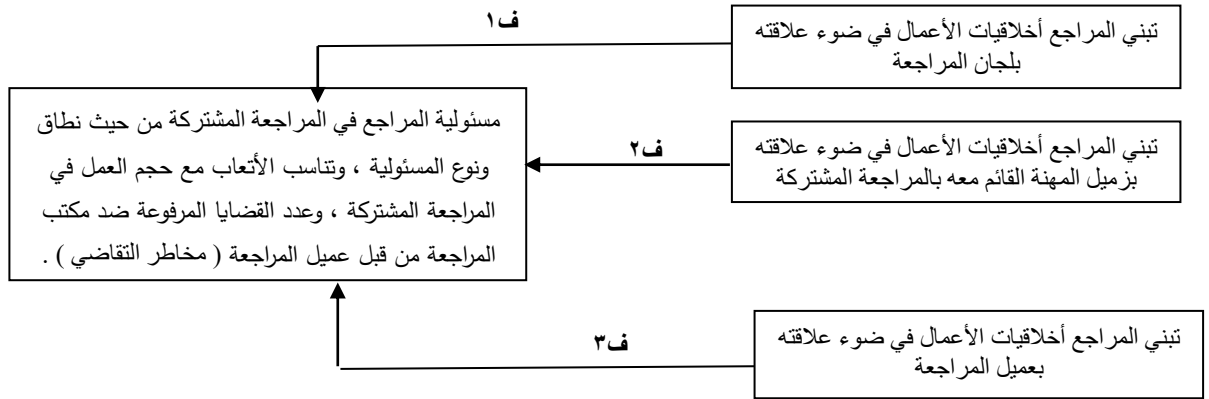 ف١
تبني المراجع أخلاقيات الأعمال في ضوء علاقته
بلجان المراجعة
مسئولية المراجع في المراجعة المشتركة من حيث نطاق
ونوع المسئولية ، وتناسب الأتعاب مع حجم العمل في
المراجعة المشتركة ، وعدد القضايا المرفوعة ضد مكتب
المراجعة من قبل عميل المراجعة ( مخاطر التقاضي ) .
ف٢
تبني المراجع أخلاقيات الأعمال في ضوء علاقته
بزميل المهنة القائم معه بالمراجعة المشتركة
ف٣
تبني المراجع أخلاقيات الأعمال في ضوء علاقته
بعميل المراجعة